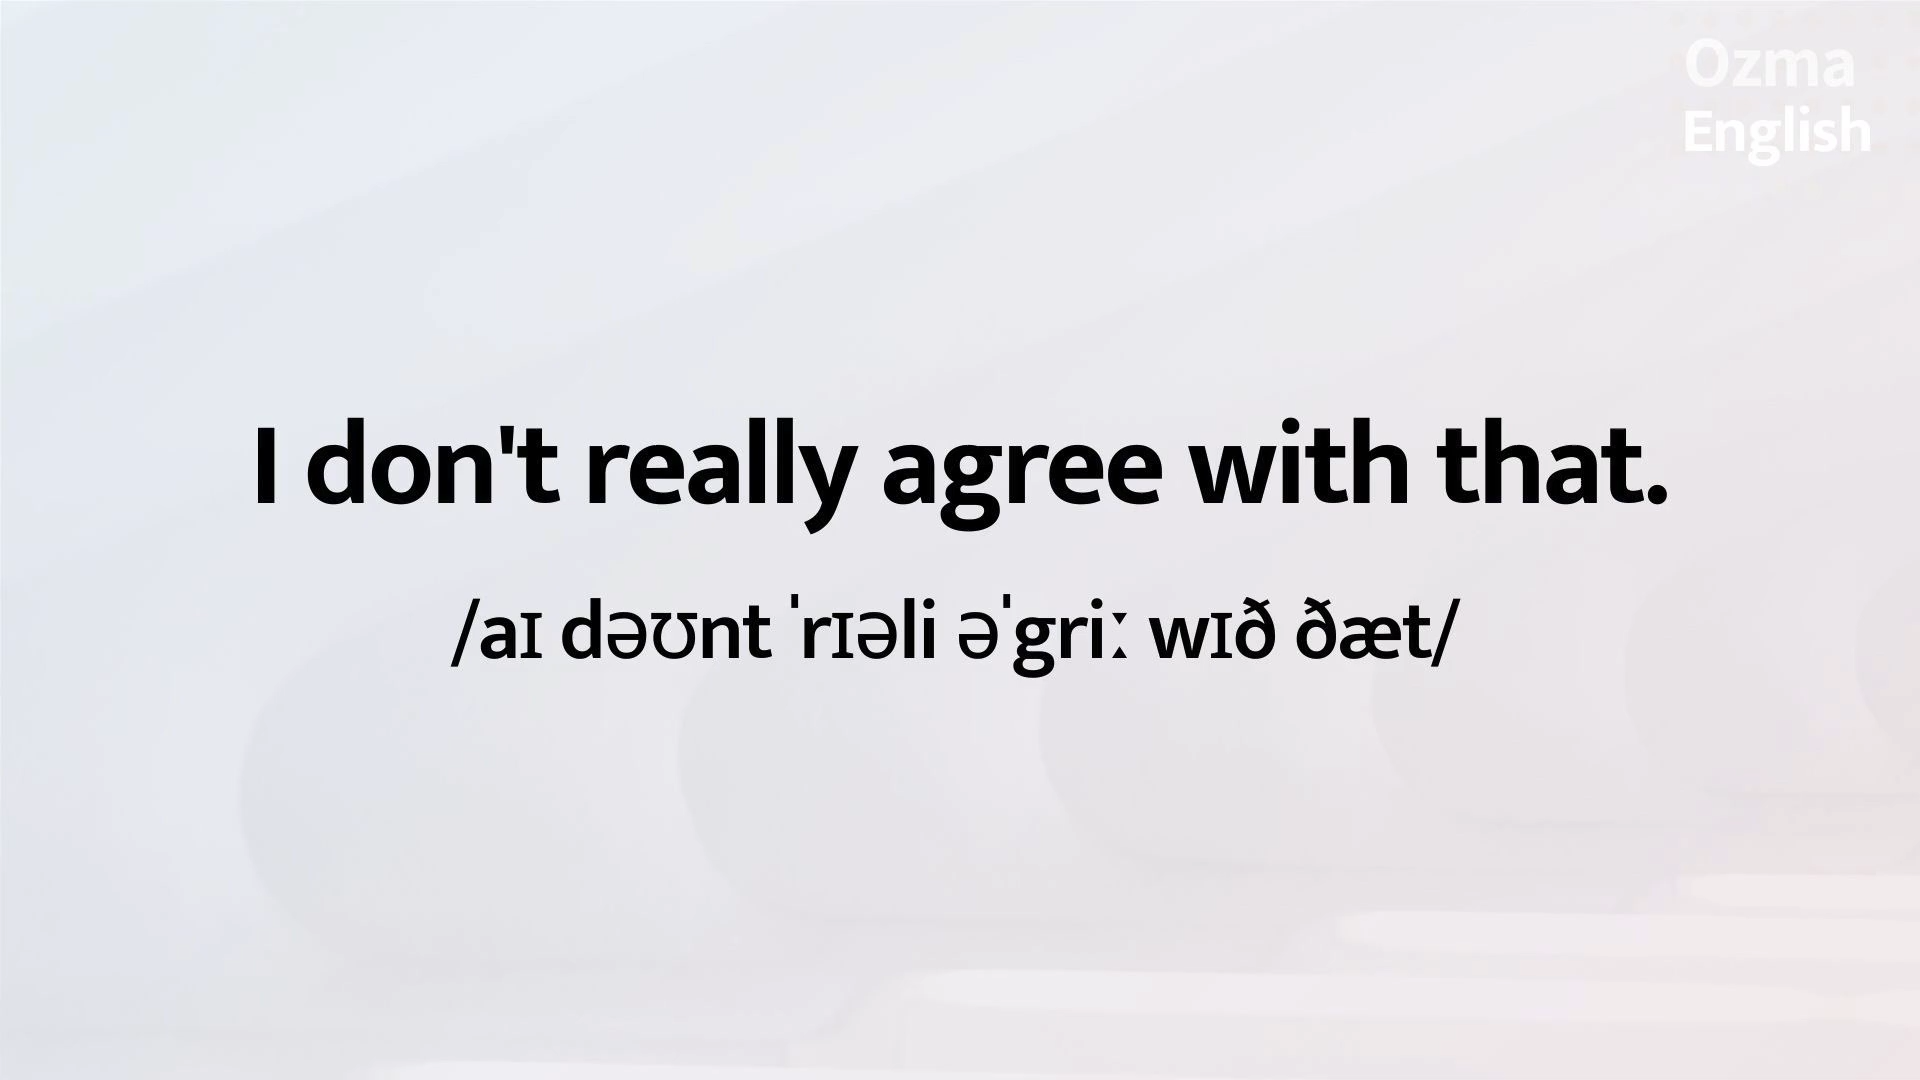 Ozma
English
I don't really agree with that.
/aɪ dəʊnt ˈrɪəli əˈgriː wɪð ðæt/